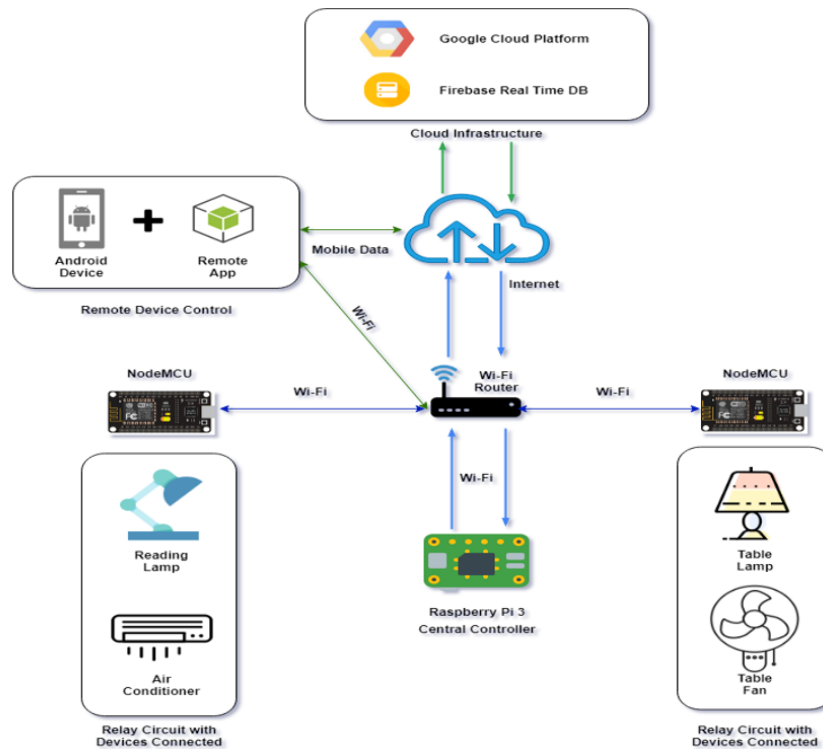 Google Cloud Platform
Firebase Real Time DB
Cloud Infrastructure
Android
Device
Remote
App
Mobile Data
Remote Device Control
Internet
Wi-Fi
NodeMCU
Wi-Fi
Wi-Fi
Router
Wi-Fi
NodeMCU
Wi-Fi
Reading
Lamp
Air
Conditioner
Relay Circuit with
Devices Connected
Raspberry Pi 3
Central Controller
Table
Lamp
Table
Fan
Relay Circuit with
Devices Connected